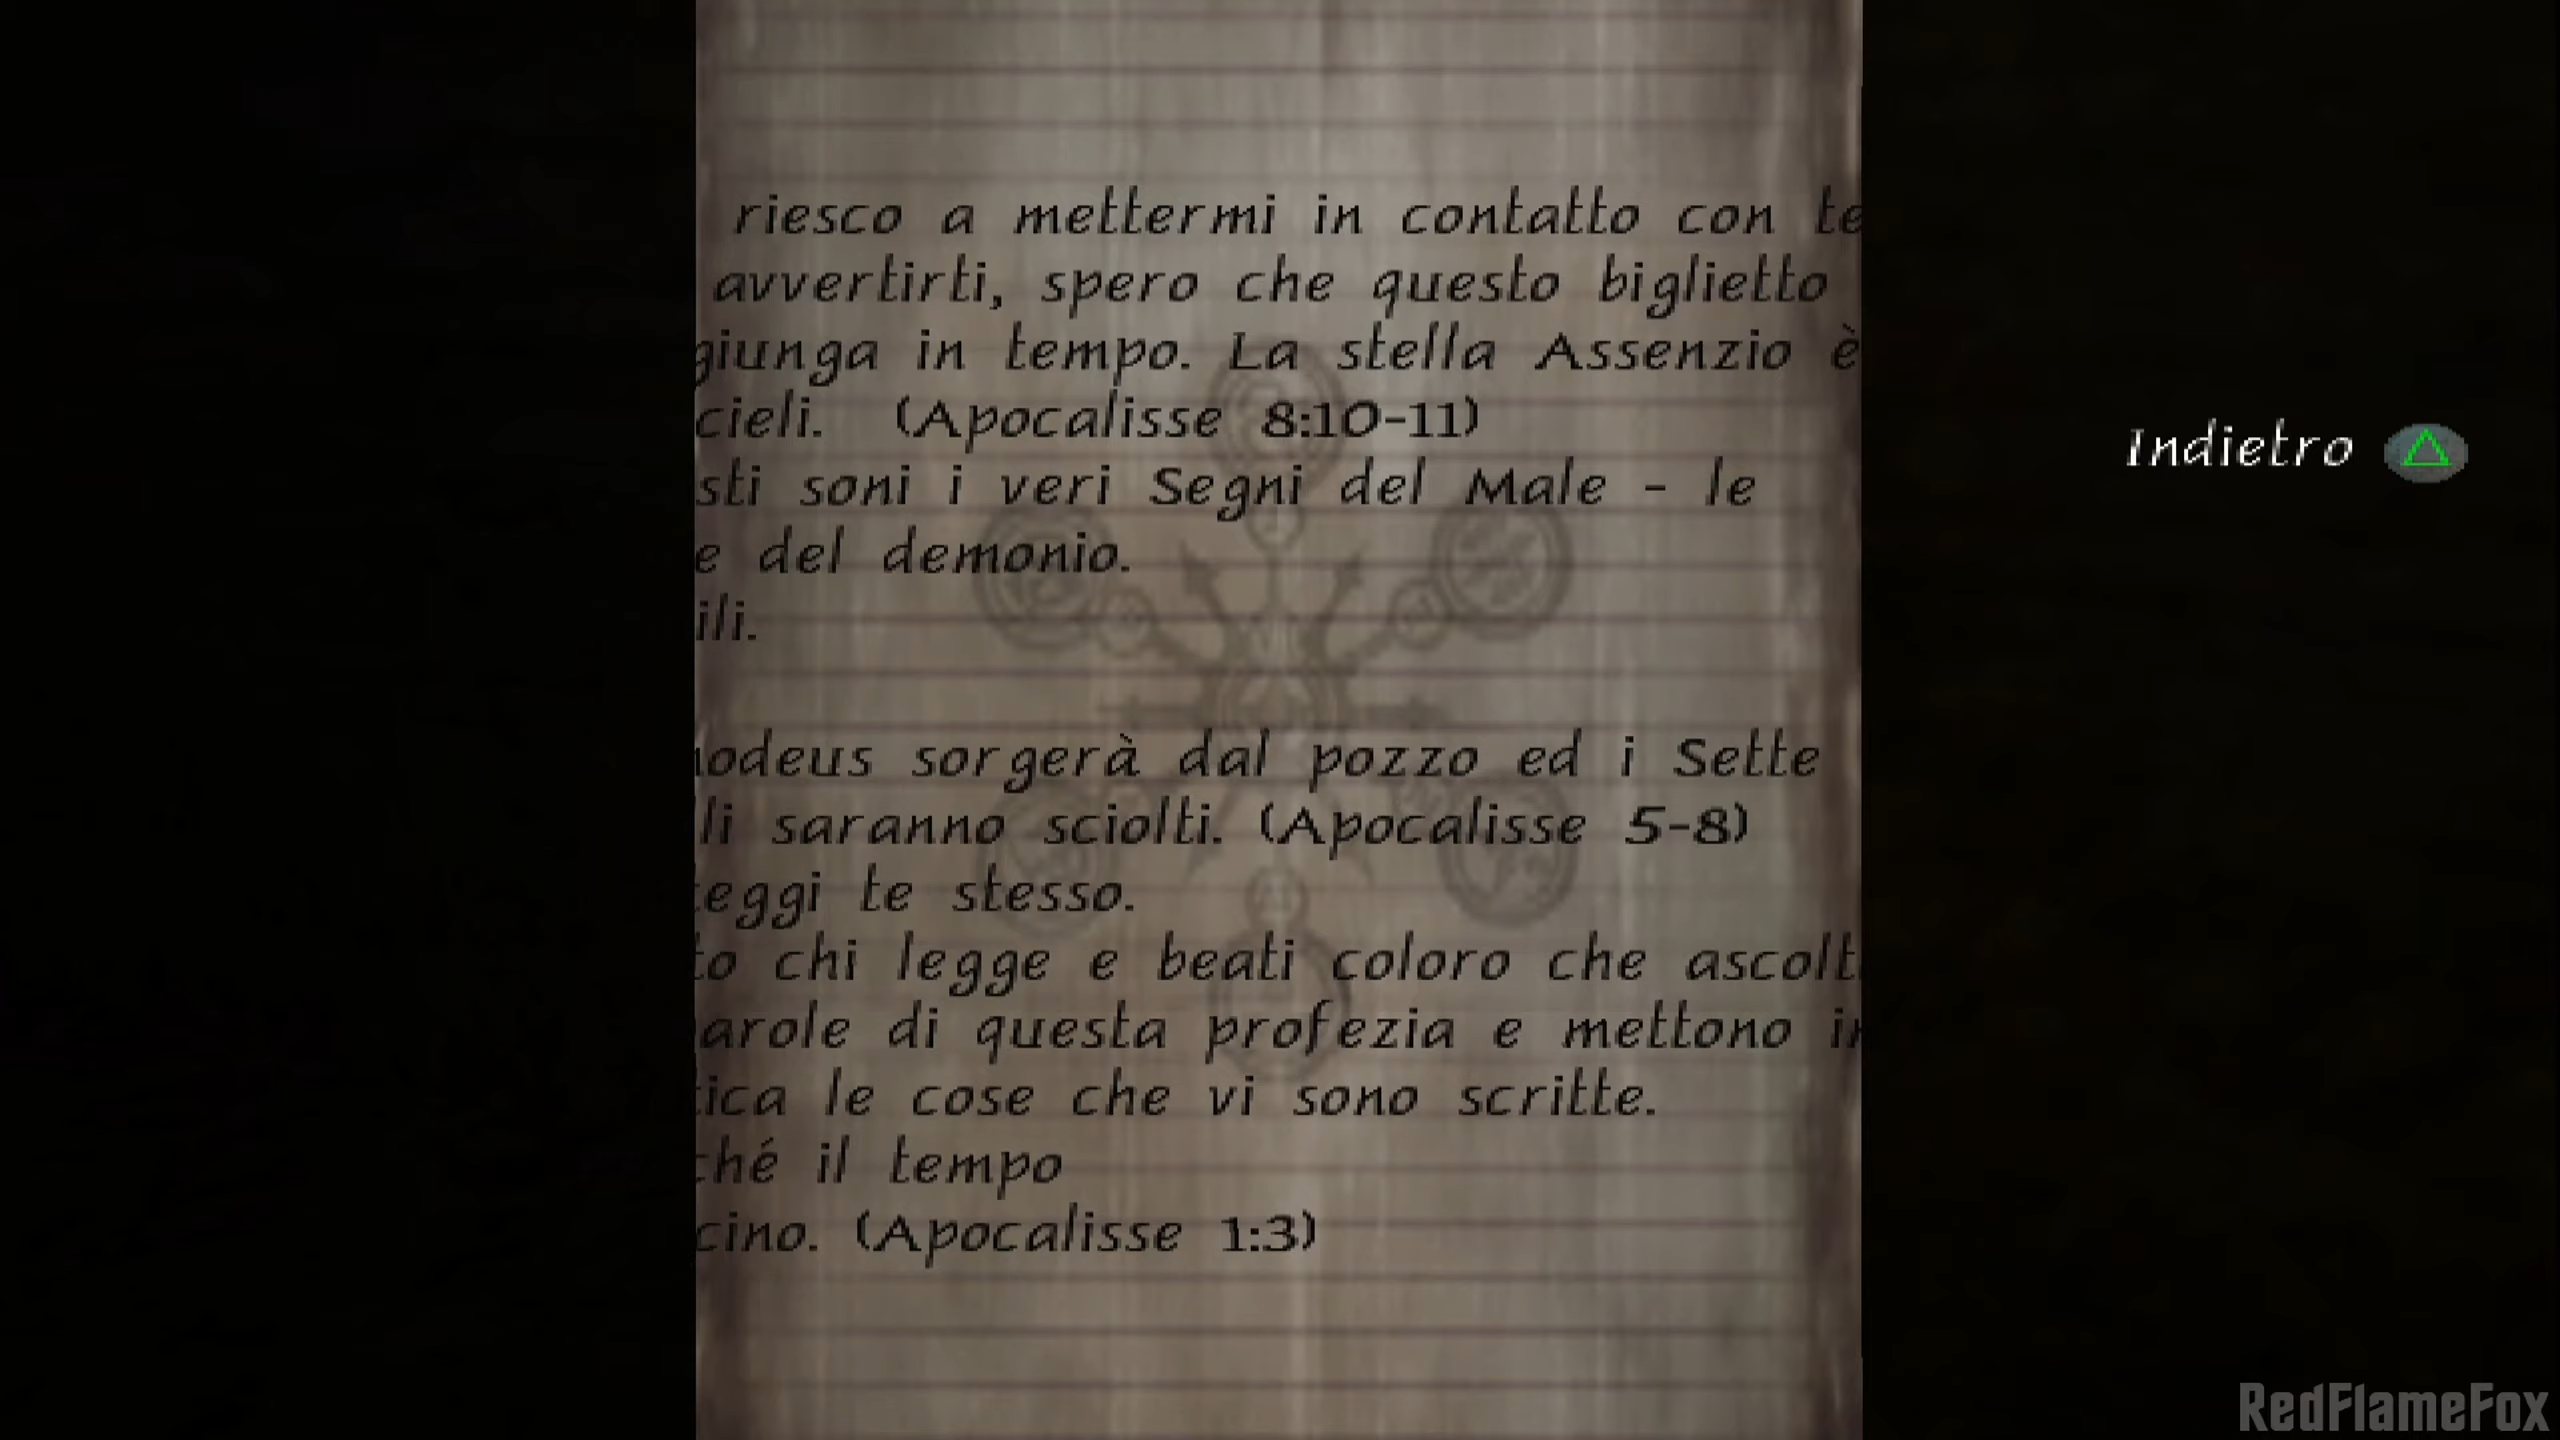 riesco a mettermi in contatto con te
avvertirti, spero che questo biglietto
giunga in tempo. La stella Assenzio è
cieli. (Apocalisse 8:10-11)
sti soni i veri Segni del Male - le
e del demonio.
ili.
odeus sorgerà dal pozzo ed i Sette
li saranno sciolti. (Apocalisse 5-8)
eggi te stesso.
to chi legge e beati coloro che ascolt
arole di questa profezia e mettono in
tica le cose che vi sono scritte.
ché il tempo
cino. (Apocalisse 1:3)
Indietro
RedFlameFox